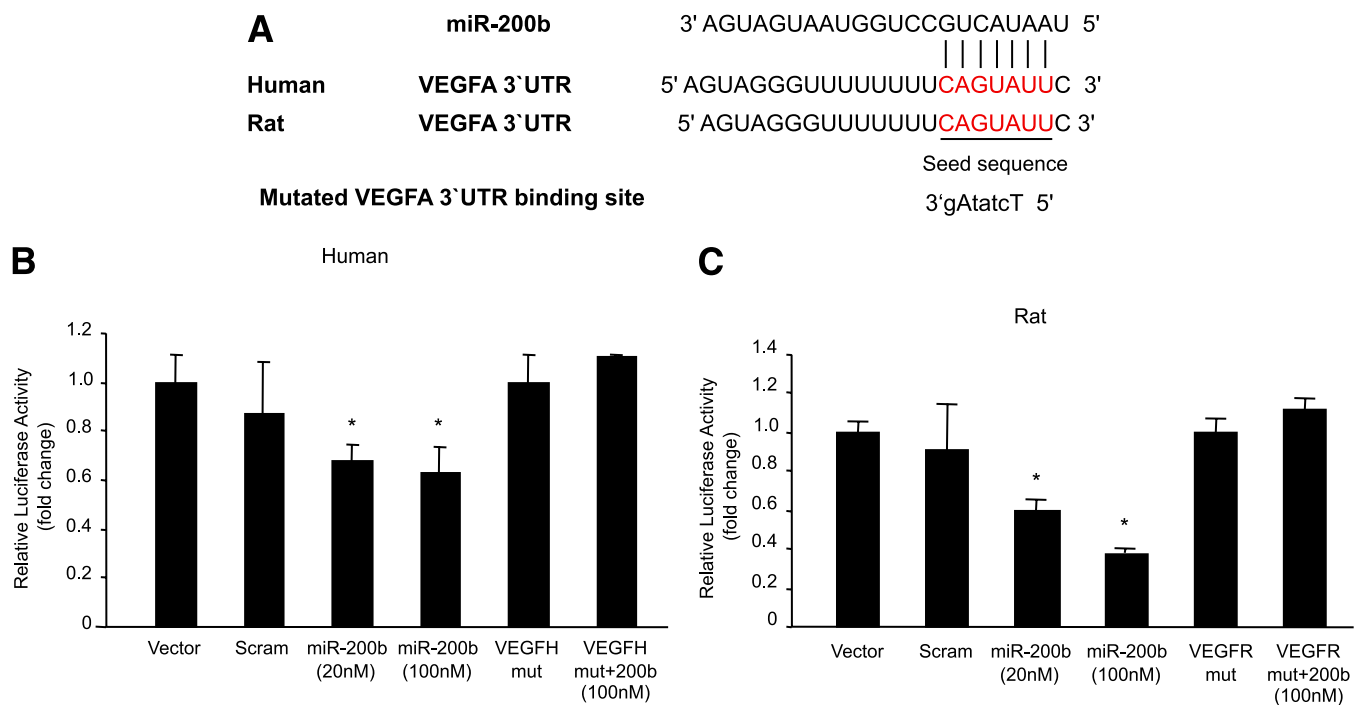 A
miR-200b 3' AGUAGUAAUGGUCCGUCAUAAU 5'
Human VEGFA 3`UTR 5' AGUAGGGUUUUUUUUCAGUAUUC 3'
Rat VEGFA 3`UTR 5' AGUAGGGUUUUUUUCAGUAUUC 3'
Seed sequence
Mutated VEGFA 3`UTR binding site 3‘gAtatcT 5'
B
Human
Relative Luciferase Activity
(fold change)
1.2
1.0
0.8
0.6
0.4
0.2
0
*
*
Vector
Scram
miR-200b
(20nM)
miR-200b
(100nM)
VEGFH
mut
VEGFH
mut+200b
(100nM)
C
Rat
Relative Luciferase Activity
(fold change)
1.4
1.2
1.0
0.8
0.6
0.4
0.2
0
*
*
Vector
Scram
miR-200b
(20nM)
miR-200b
(100nM)
VEGFR
mut
VEGFR
mut+200b
(100nM)